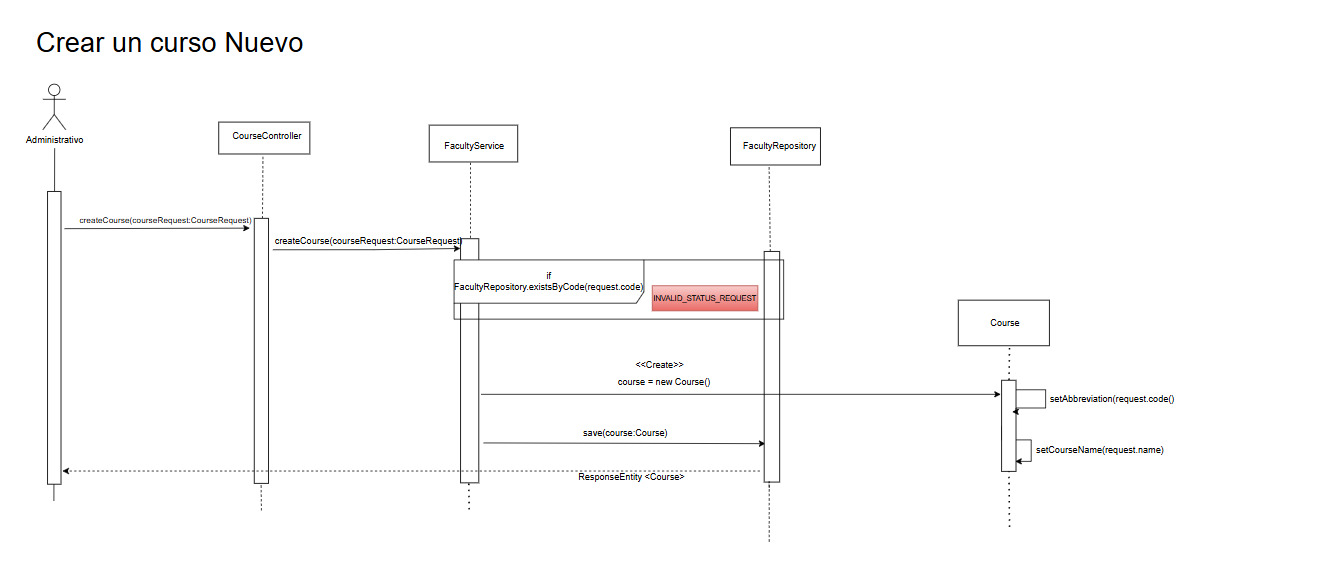 Crear un curso Nuevo
Administrativo
CourseController
FacultyService
FacultyRepository
createCourse(courseRequest:CourseRequest)
createCourse(courseRequest:CourseRequest)
if
FacultyRepository.existsByCode(request.code)
INVALID_STATUS_REQUEST
Course
<<Create>>
course = new Course()
setAbbreviation(request.code()
save(course:Course)
setCourseName(request.name)
ResponseEntity <Course>